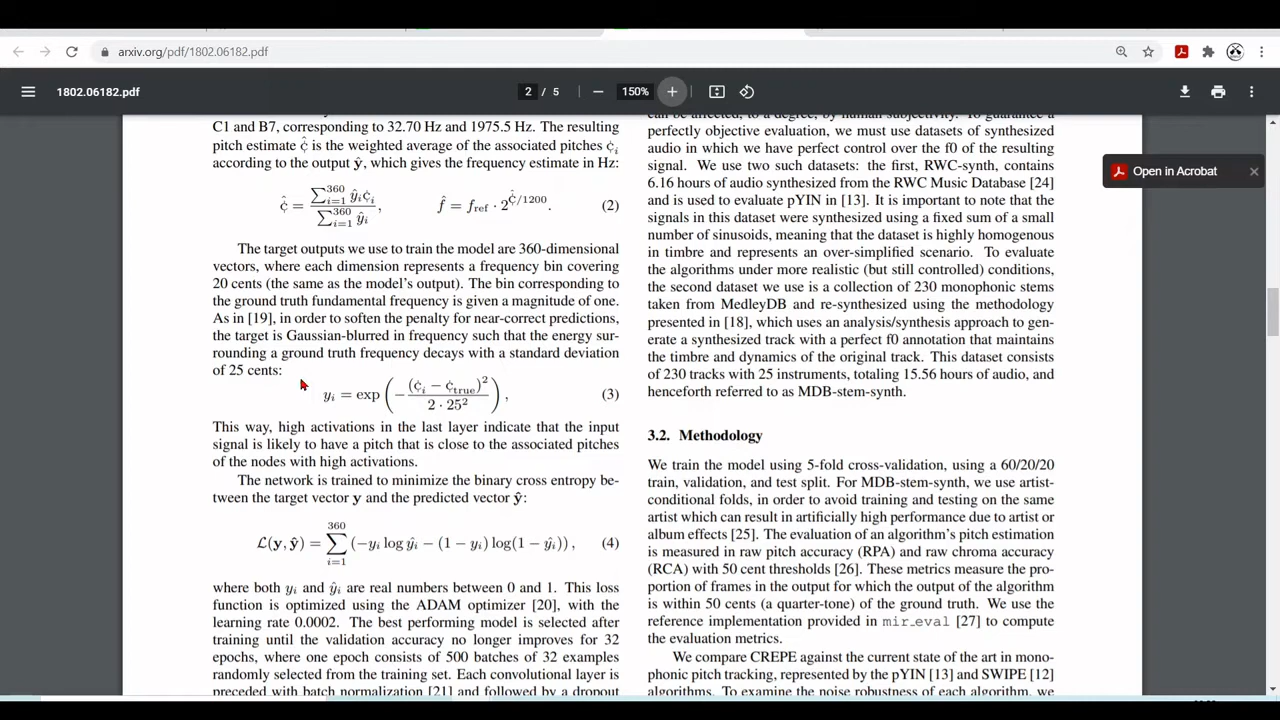 arxiv.org/pdf/1802.06182.pdf
1802.06182.pdf
2 / 5
150%
Open in Acrobat
C1 and B7, corresponding to 32.70 Hz and 1975.5 Hz. The resulting
pitch estimate ¢̂ is the weighted average of the associated pitches ¢i
according to the output ŷ, which gives the frequency estimate in Hz:
¢̂ = ∑^360_{i=1} ŷi¢i / ∑^360_{i=1} ŷi, f̂ = fref · 2^{¢̂/1200}. (2)
The target outputs we use to train the model are 360-dimensional
vectors, where each dimension represents a frequency bin covering
20 cents (the same as the model's output). The bin corresponding to
the ground truth fundamental frequency is given a magnitude of one.
As in [19], in order to soften the penalty for near-correct predictions,
the target is Gaussian-blurred in frequency such that the energy sur-
rounding a ground truth frequency decays with a standard deviation
of 25 cents:
yi = exp ( − (¢i − ¢true)² / 2 · 25² ), (3)
This way, high activations in the last layer indicate that the input
signal is likely to have a pitch that is close to the associated pitches
of the nodes with high activations.
The network is trained to minimize the binary cross entropy be-
tween the target vector y and the predicted vector ŷ:
L(y, ŷ) = ∑^360_{i=1} (−yi log ŷi − (1 − yi) log(1 − ŷi)), (4)
where both yi and ŷi are real numbers between 0 and 1. This loss
function is optimized using the ADAM optimizer [20], with the
learning rate 0.0002. The best performing model is selected after
training until the validation accuracy no longer improves for 32
epochs, where one epoch consists of 500 batches of 32 examples
randomly selected from the training set. Each convolutional layer is
preceded with batch normalization [21] and followed by a dropout
can be affected, to a degree, by human subjectivity. To guarantee a
perfectly objective evaluation, we must use datasets of synthesized
audio in which we have perfect control over the f0 of the resulting
signal. We use two such datasets: the first, RWC-synth, contains
6.16 hours of audio synthesized from the RWC Music Database [24]
and is used to evaluate pYIN in [13]. It is important to note that the
signals in this dataset were synthesized using a fixed sum of a small
number of sinusoids, meaning that the dataset is highly homogenous
in timbre and represents an over-simplified scenario. To evaluate
the algorithms under more realistic (but still controlled) conditions,
the second dataset we use is a collection of 230 monophonic stems
taken from MedleyDB and re-synthesized using the methodology
presented in [18], which uses an analysis/synthesis approach to gen-
erate a synthesized track with a perfect f0 annotation that maintains
the timbre and dynamics of the original track. This dataset consists
of 230 tracks with 25 instruments, totaling 15.56 hours of audio, and
henceforth referred to as MDB-stem-synth.
3.2. Methodology
We train the model using 5-fold cross-validation, using a 60/20/20
train, validation, and test split. For MDB-stem-synth, we use artist-
conditional folds, in order to avoid training and testing on the same
artist which can result in artificially high performance due to artist or
album effects [25]. The evaluation of an algorithm's pitch estimation
is measured in raw pitch accuracy (RPA) and raw chroma accuracy
(RCA) with 50 cent thresholds [26]. These metrics measure the pro-
portion of frames in the output for which the output of the algorithm
is within 50 cents (a quarter-tone) of the ground truth. We use the
reference implementation provided in mir_eval [27] to compute
the evaluation metrics.
We compare CREPE against the current state of the art in mono-
phonic pitch tracking, represented by the pYIN [13] and SWIPE [12]
algorithms. To examine the noise robustness of each algorithm, we